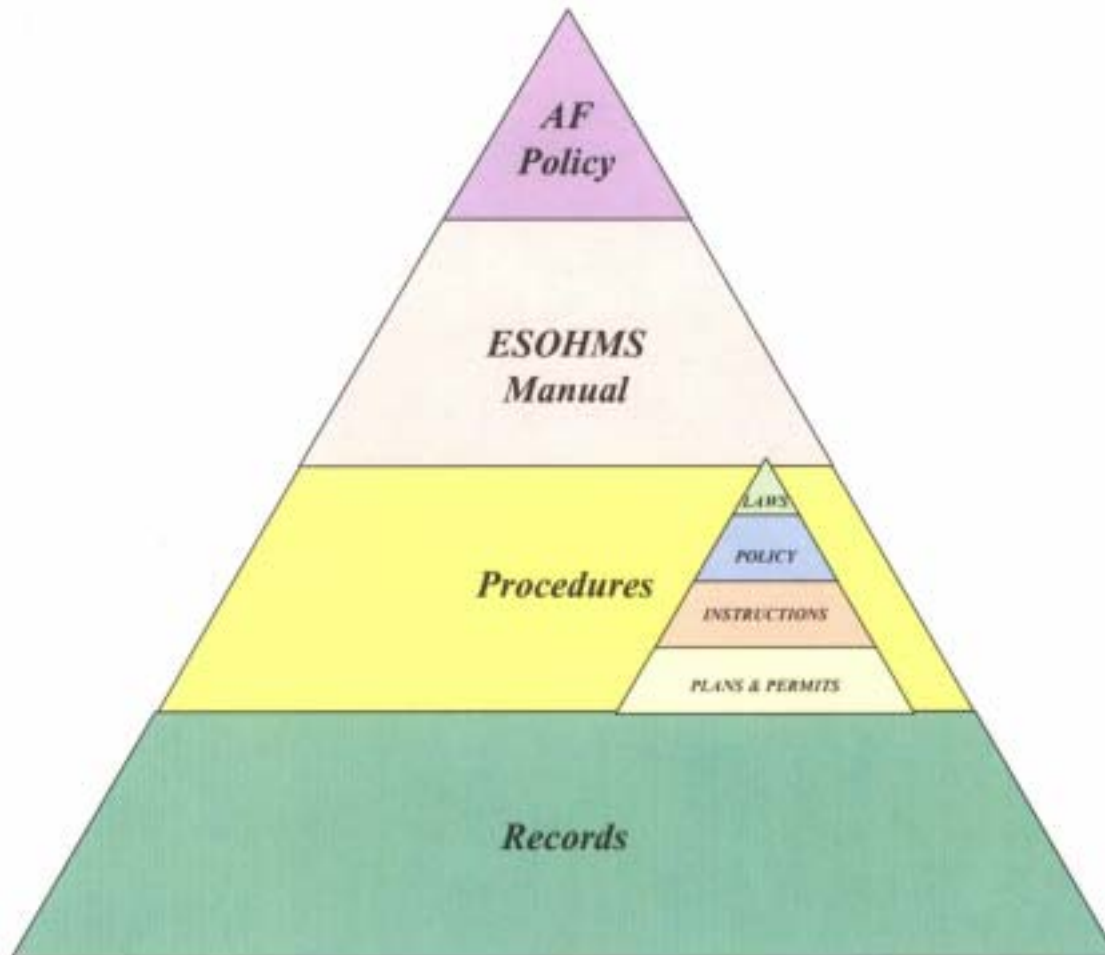 AF
Policy
ESOHMS
Manual
LAWS
POLICY
Procedures
INSTRUCTIONS
PLANS & PERMITS
Records